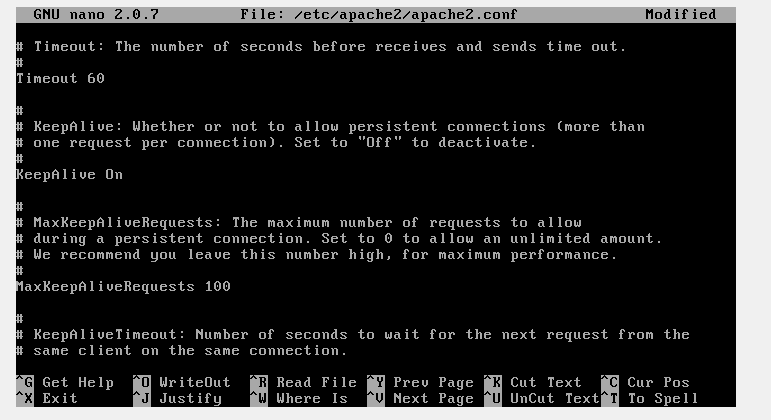 GNU nano 2.0.7 File: /etc/apache2/apache2.conf Modified
# Timeout: The number of seconds before receives and sends time out.
#
Timeout 60
#
# KeepAlive: Whether or not to allow persistent connections (more than
# one request per connection). Set to "Off" to deactivate.
#
KeepAlive On
#
# MaxKeepAliveRequests: The maximum number of requests to allow
# during a persistent connection. Set to 0 to allow an unlimited amount.
# We recommend you leave this number high, for maximum performance.
#
MaxKeepAliveRequests 100
#
# KeepAliveTimeout: Number of seconds to wait for the next request from the
# same client on the same connection.
^G Get Help ^O WriteOut ^R Read File ^Y Prev Page ^K Cut Text ^C Cur Pos
^X Exit ^J Justify ^W Where Is ^V Next Page ^U UnCut Text ^T To Spell